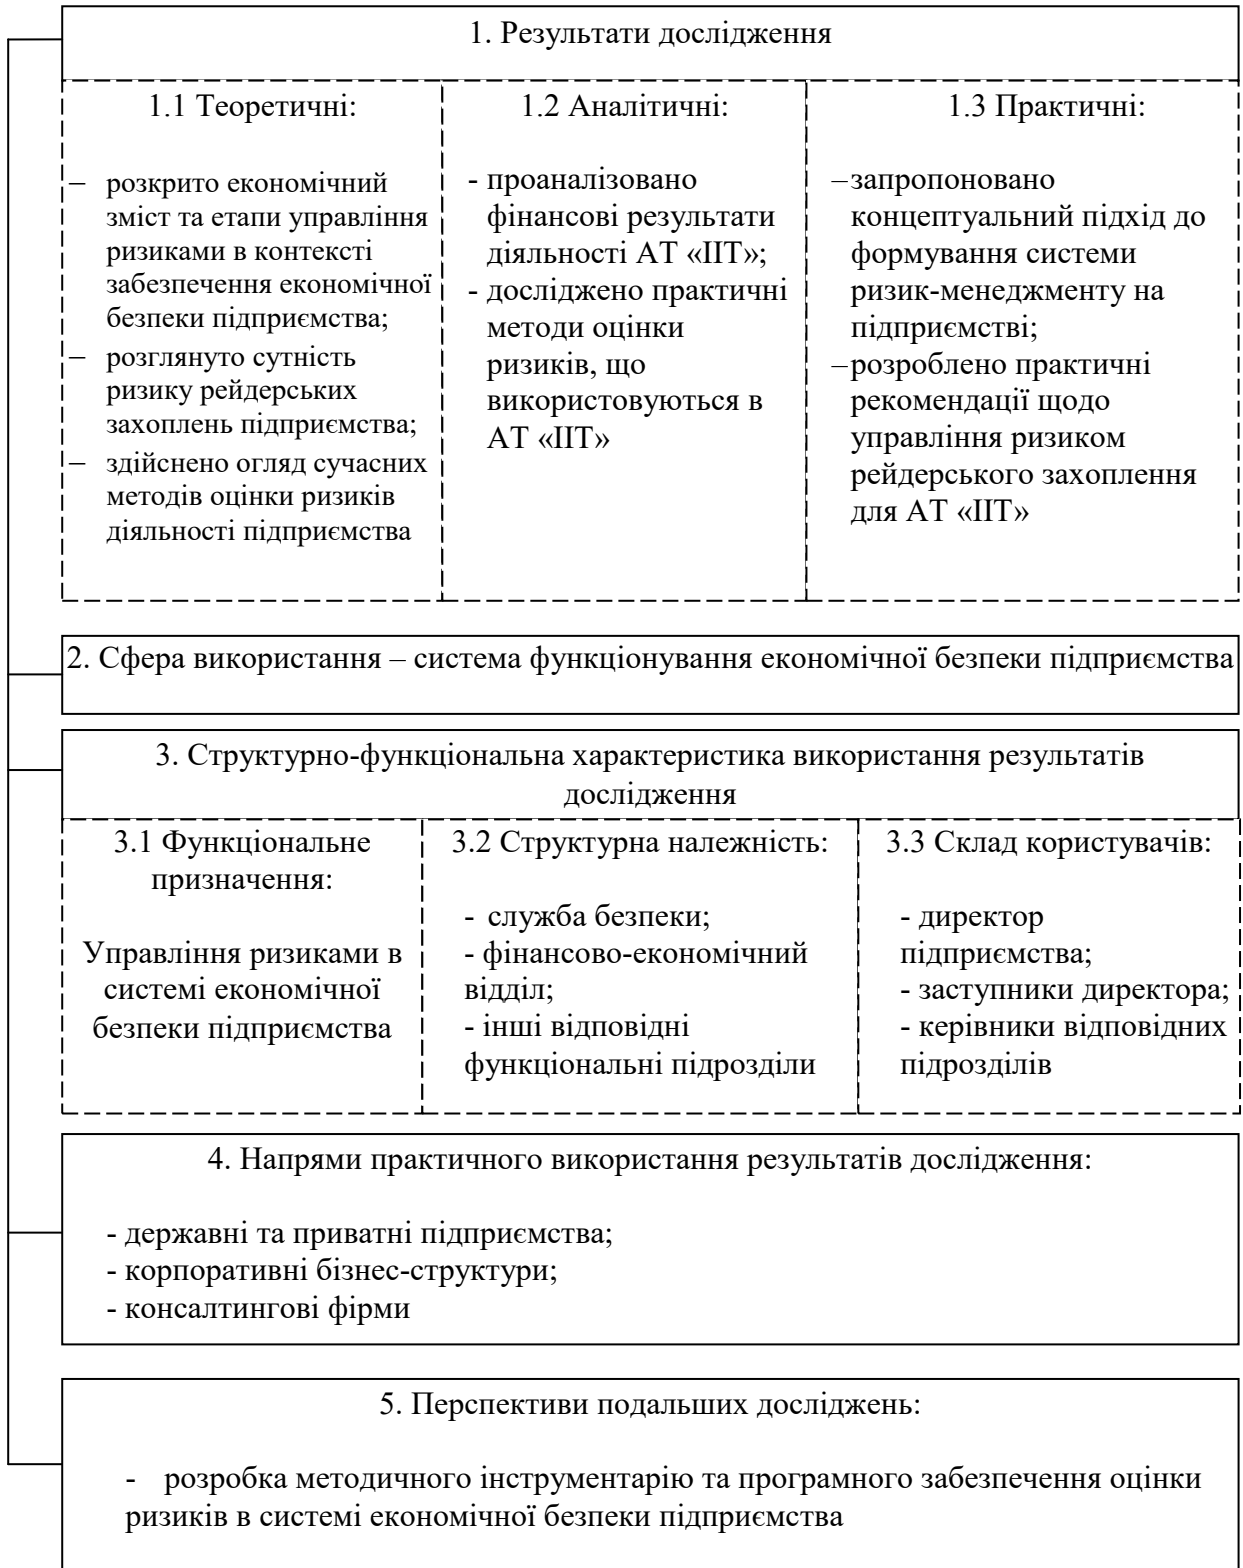 1. Результати дослідження
1.1 Теоретичні:
– розкрито економічний
зміст та етапи управління
ризиками в контексті
забезпечення економічної
безпеки підприємства;
– розглянуто сутність
ризику рейдерських
захоплень підприємства;
– здійснено огляд сучасних
методів оцінки ризиків
діяльності підприємства
1.2 Аналітичні:
- проаналізовано
фінансові результати
діяльності АТ «ІІТ»;
- досліджено практичні
методи оцінки
ризиків, що
використовуються в
АТ «ІІТ»
1.3 Практичні:
–запропоновано
концептуальний підхід до
формування системи
ризик-менеджменту на
підприємстві;
–розроблено практичні
рекомендації щодо
управління ризиком
рейдерського захоплення
для АТ «ІІТ»
2. Сфера використання – система функціонування економічної безпеки підприємства
3. Структурно-функціональна характеристика використання результатів
дослідження
3.1 Функціональне
призначення:
Управління ризиками в
системі економічної
безпеки підприємства
3.2 Структурна належність:
- служба безпеки;
- фінансово-економічний
відділ;
- інші відповідні
функціональні підрозділи
3.3 Склад користувачів:
- директор
підприємства;
- заступники директора;
- керівники відповідних
підрозділів
4. Напрями практичного використання результатів дослідження:
- державні та приватні підприємства;
- корпоративні бізнес-структури;
- консалтингові фірми
5. Перспективи подальших досліджень:
- розробка методичного інструментарію та програмного забезпечення оцінки
ризиків в системі економічної безпеки підприємства